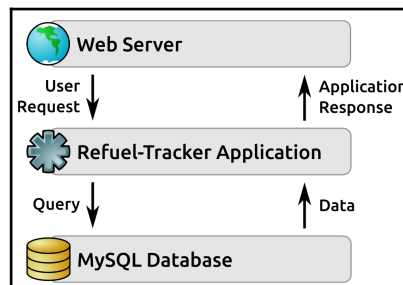 Web Server
User
Request
Application
Response
Refuel-Tracker Application
Query
Data
MySQL Database